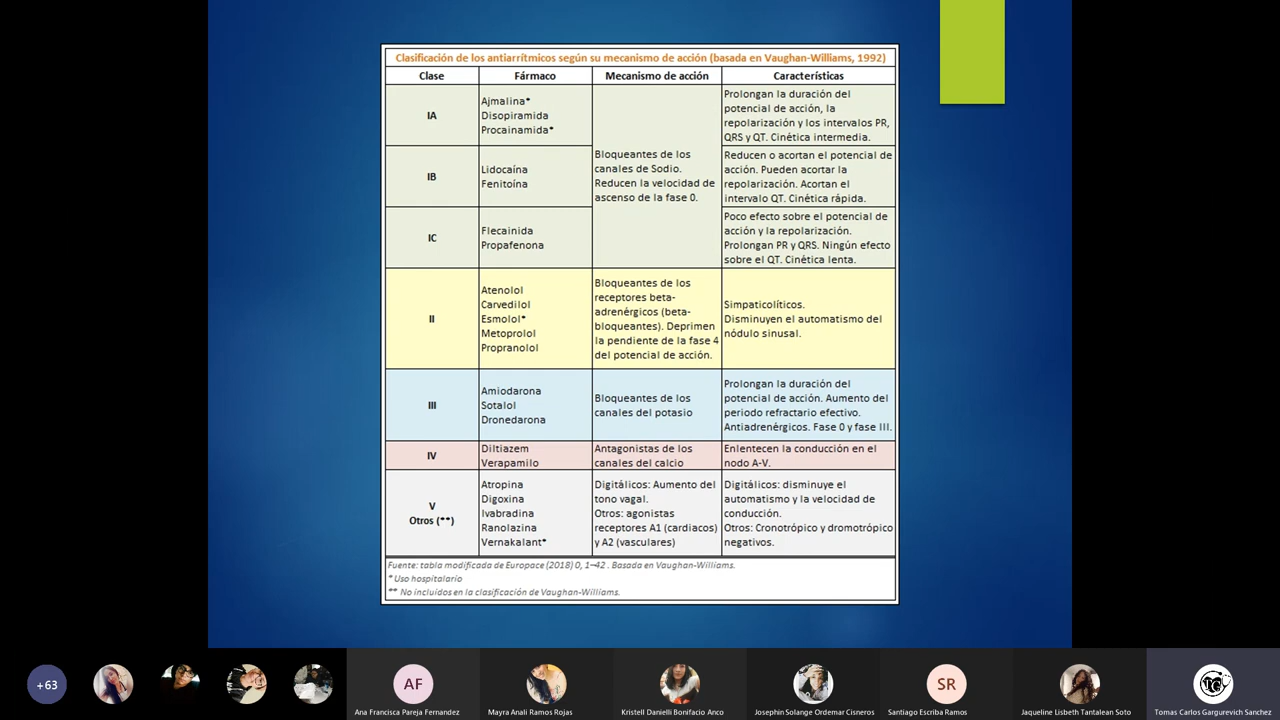 Clasificación de los antiarrítmicos según su mecanismo de acción (basada en Vaughan-Williams, 1992)
Clase
Fármaco
Mecanismo de acción
Características
IA
Ajmalina*
Disopiramida
Procainamida*
Bloqueantes de los
canales de Sodio.
Reducen la velocidad de
ascenso de la fase 0.
Prolongan la duración del
potencial de acción, la
repolarización y los intervalos PR,
QRS y QT. Cinética intermedia.
IB
Lidocaína
Fenitoína
Reducen o acortan el potencial de
acción. Pueden acortar la
repolarización. Acortan el
intervalo QT. Cinética rápida.
IC
Flecainida
Propafenona
Poco efecto sobre el potencial de
acción y la repolarización.
Prolongan PR y QRS. Ningún efecto
sobre el QT. Cinética lenta.
II
Atenolol
Carvedilol
Esmolol*
Metoprolol
Propranolol
Bloqueantes de los
receptores beta-
adrenérgicos (beta-
bloqueantes). Deprimen
la pendiente de la fase 4
del potencial de acción.
Simpaticolíticos.
Disminuyen el automatismo del
nódulo sinusal.
III
Amiodarona
Sotalol
Dronedarona
Bloqueantes de los
canales del potasio
Prolongan la duración del
potencial de acción. Aumento del
periodo refractario efectivo.
Antiadrenérgicos. Fase 0 y fase III.
IV
Diltiazem
Verapamilo
Antagonistas de los
canales del calcio
Enlentecen la conducción en el
nodo A-V.
V
Otros (**)
Atropina
Digoxina
Ivabradina
Ranolazina
Vernakalant*
Digitálicos: Aumento del
tono vagal.
Otros: agonistas
receptores A1 (cardiacos)
y A2 (vasculares)
Digitálicos: disminuye el
automatismo y la velocidad de
conducción.
Otros: Cronotrópico y dromotrópico
negativos.
Fuente: tabla modificada de Europace (2018) 0, 1–42 . Basada en Vaughan-Williams.
* Uso hospitalario
** No incluidos en la clasificación de Vaughan-Williams.
+63
AF
SR
Ana Francisca Pareja Fernandez
Mayra Anali Ramos Rojas
Kristell Danielli Bonifacio Anco
Josephin Solange Ordemar Cisneros
Santiago Escriba Ramos
Jaqueline Lisbeth Tantalean Soto
Tomas Carlos Gargurevich Sanchez